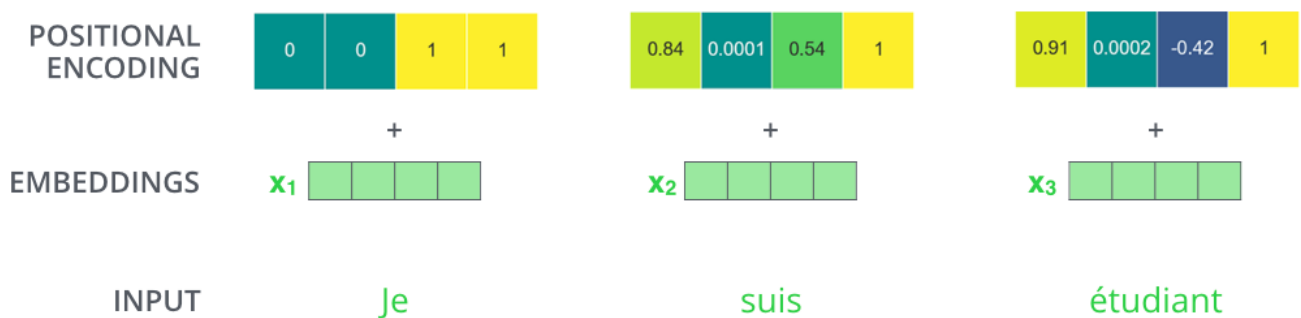 POSITIONAL ENCODING
0 0 1 1
0.84 0.0001 0.54 1
0.91 0.0002 -0.42 1
+ + +
EMBEDDINGS
x1
x2
x3
INPUT
Je
suis
étudiant